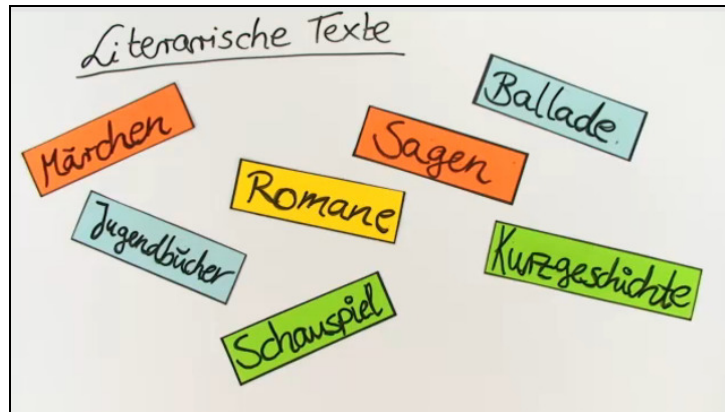 Literarische Texte
Ballade.
Märchen
Sagen
Romane
Jugendbücher
Kurzgeschichte
Schauspiel